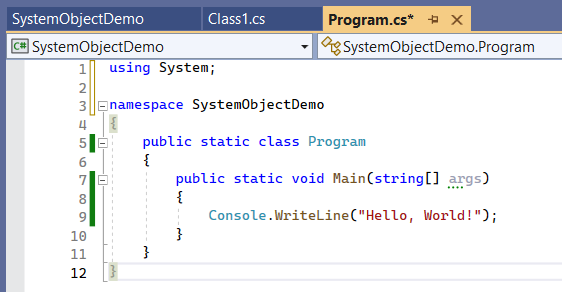 SystemObjectDemo Class1.cs Program.cs*
C# SystemObjectDemo SystemObjectDemo.Program
1 using System;
2
3 namespace SystemObjectDemo
4 {
5     public static class Program
6     {
7         public static void Main(string[] args)
8         {
9             Console.WriteLine("Hello, World!");
10         }
11     }
12 }